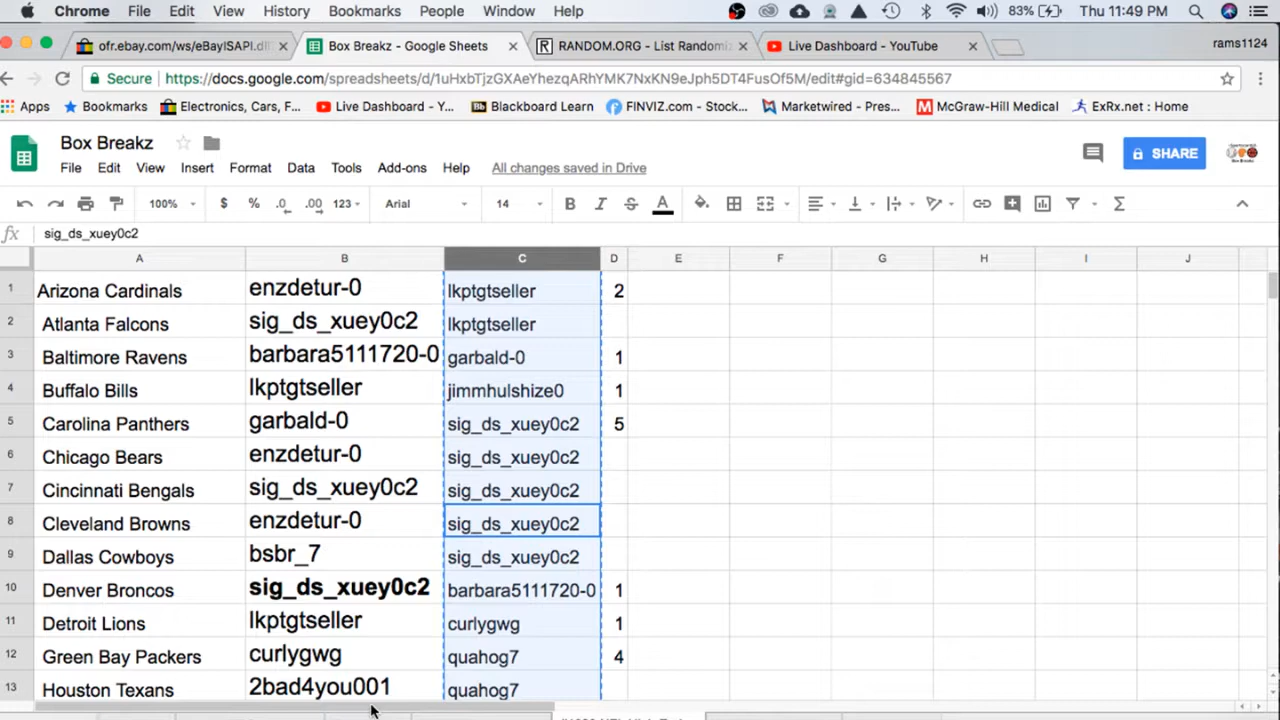 Chrome File Edit View History Bookmarks People Window Help 83% Thu 11:49 PM
ofr.ebay.com/ws/eBayISAPI.dll Box Breakz - Google Sheets RANDOM.ORG - List Randomiz Live Dashboard - YouTube rams1124
Secure https://docs.google.com/spreadsheets/d/1uHxbTjzGXAeYhezqARhYMK7NxKN9eJph5DT4FusOf5M/edit#gid=634845567
Apps Bookmarks Electronics, Cars, F... Live Dashboard - Y... Bb Blackboard Learn FINVIZ.com - Stock... Marketwired - Pres... McGraw-Hill Medical ExRx.net : Home
Box Breakz
File Edit View Insert Format Data Tools Add-ons Help All changes saved in Drive
SHARE
100% $ % .0 .00 123 Arial 14 B I S A
fx sig_ds_xuey0c2
A B C D E F G H I J
1 Arizona Cardinals enzdetur-0 lkptgtseller 2
2 Atlanta Falcons sig_ds_xuey0c2 lkptgtseller
3 Baltimore Ravens barbara5111720-0 garbald-0 1
4 Buffalo Bills lkptgtseller jimmhulshize0 1
5 Carolina Panthers garbald-0 sig_ds_xuey0c2 5
6 Chicago Bears enzdetur-0 sig_ds_xuey0c2
7 Cincinnati Bengals sig_ds_xuey0c2 sig_ds_xuey0c2
8 Cleveland Browns enzdetur-0 sig_ds_xuey0c2
9 Dallas Cowboys bsbr_7 sig_ds_xuey0c2
10 Denver Broncos sig_ds_xuey0c2 barbara5111720-0 1
11 Detroit Lions lkptgtseller curlygwg 1
12 Green Bay Packers curlygwg quahog7 4
13 Houston Texans 2bad4you001 quahog7